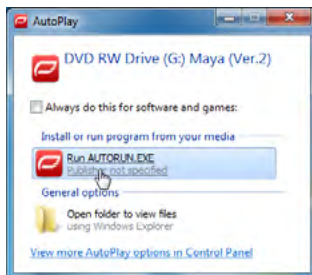 AutoPlay
DVD RW Drive (G:) Maya (Ver.2)
Always do this for software and games:
Install or run program from your media
Run AUTORUN.EXE
Publisher not specified
General options
Open folder to view files
using Windows Explorer
View more AutoPlay options in Control Panel